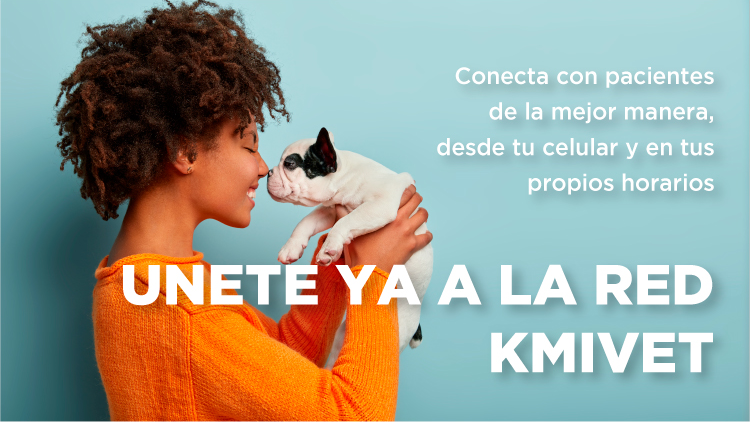 Conecta con pacientes
de la mejor manera,
desde tu celular y en tus
propios horarios
UNETE YA A LA RED
KMIVET